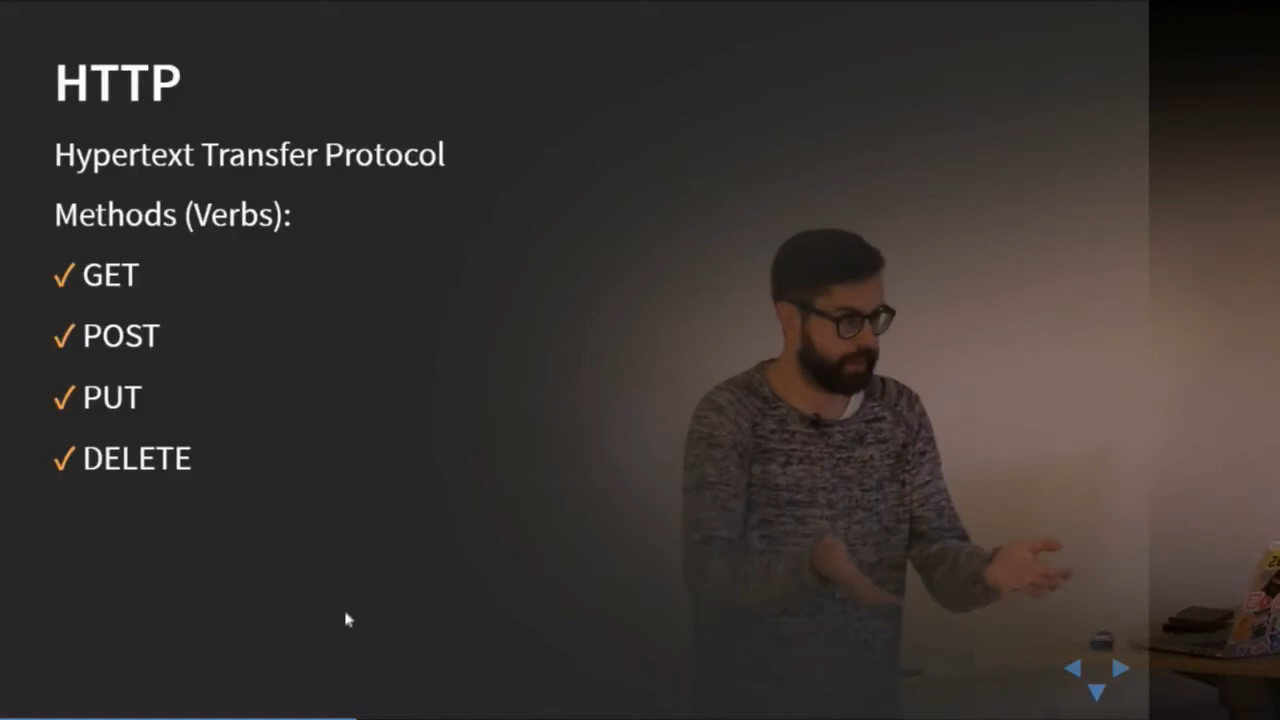 HTTP
Hypertext Transfer Protocol
Methods (Verbs):
✓ GET
✓ POST
✓ PUT
✓ DELETE